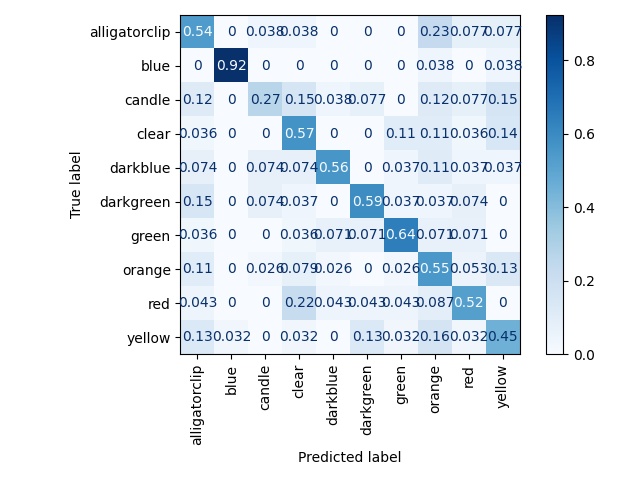 alligatorclip 0.54 0 0.038 0.038 0 0 0 0.23 0.077 0.077
blue 0 0.92 0 0 0 0 0 0.038 0 0.038
candle 0.12 0 0.27 0.15 0.038 0.077 0 0.12 0.077 0.15
clear 0.036 0 0 0.57 0 0 0.11 0.11 0.036 0.14
darkblue 0.074 0 0.074 0.074 0.56 0 0.037 0.11 0.037 0.037
darkgreen 0.15 0 0.074 0.037 0 0.59 0.037 0.037 0.074 0
green 0.036 0 0 0.036 0.071 0.071 0.64 0.071 0.071 0
orange 0.11 0 0.026 0.079 0.026 0 0.026 0.55 0.053 0.13
red 0.043 0 0 0.22 0.043 0.043 0.043 0.087 0.52 0
yellow 0.13 0.032 0 0.032 0 0.13 0.032 0.16 0.032 0.45
True label
alligatorclip blue candle clear darkblue darkgreen green orange red yellow
Predicted label
0.8
0.6
0.4
0.2
0.0